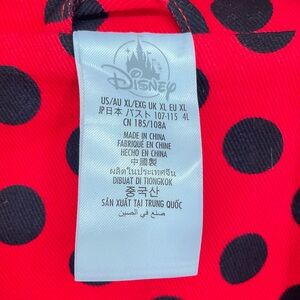 Disney
US/AU XL/EXG UK XL EU XL
JP日本 バスト 107-115 4L
CN 185/108A
MADE IN CHINA
FABRIQUÉ EN CHINE
HECHO EN CHINA
中國製
ผลิตในประเทศจีน
DIBUAT DI TIONGKOK
중국산
SẢN XUẤT TẠI TRUNG QUỐC
صنع في الصين